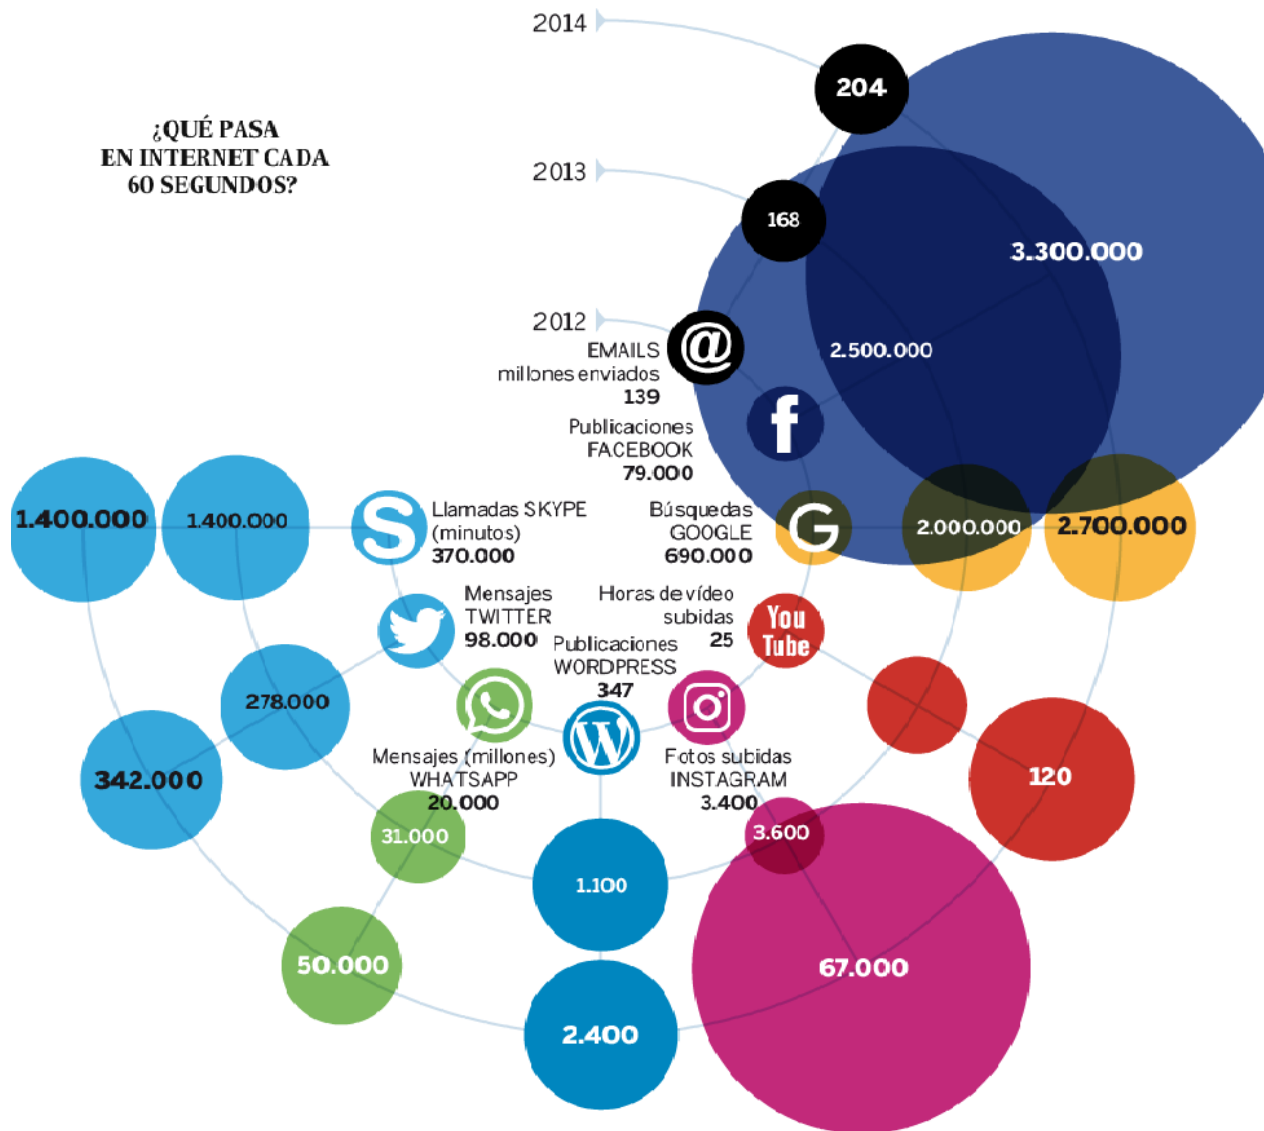 ¿QUÉ PASA
EN INTERNET CADA
60 SEGUNDOS?
2014
2013
2012
204
168
@
EMAILS
millones enviados
139
3.300.000
2.500.000
f
Publicaciones
FACEBOOK
79.000
G
Búsquedas
GOOGLE
690.000
2.000.000
2.700.000
1.400.000
1.400.000
S
Llamadas SKYPE
(minutos)
370.000
Mensajes
TWITTER
98.000
278.000
342.000
Horas de vídeo
subidas
25
You
Tube
120
Publicaciones
WORDPRESS
347
W
1.100
2.400
Mensajes (millones)
WHATSAPP
20.000
31.000
50.000
Fotos subidas
INSTAGRAM
3.400
3.600
67.000